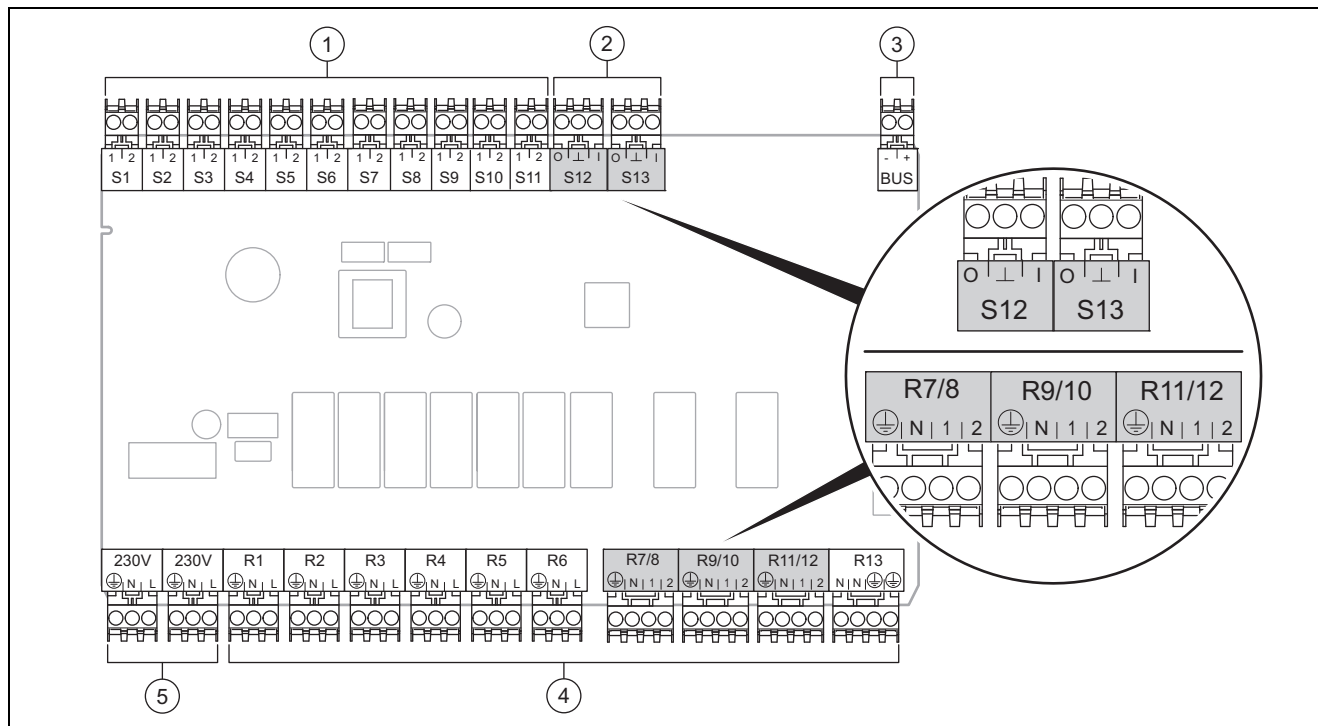 1 2 3
1 2 1 2 1 2 1 2 1 2 1 2 1 2 1 2 1 2 1 2 1 2 O ⊥ I O ⊥ I - +
S1 S2 S3 S4 S5 S6 S7 S8 S9 S10 S11 S12 S13 BUS
O ⊥ I O ⊥ I
S12 S13
R7/8 R9/10 R11/12
N 1 2 N 1 2 N 1 2
230V 230V R1 R2 R3 R4 R5 R6 R7/8 R9/10 R11/12 R13
N L N L N L N L N L N L N L N L N 1 2 N 1 2 N 1 2 N N
5 4